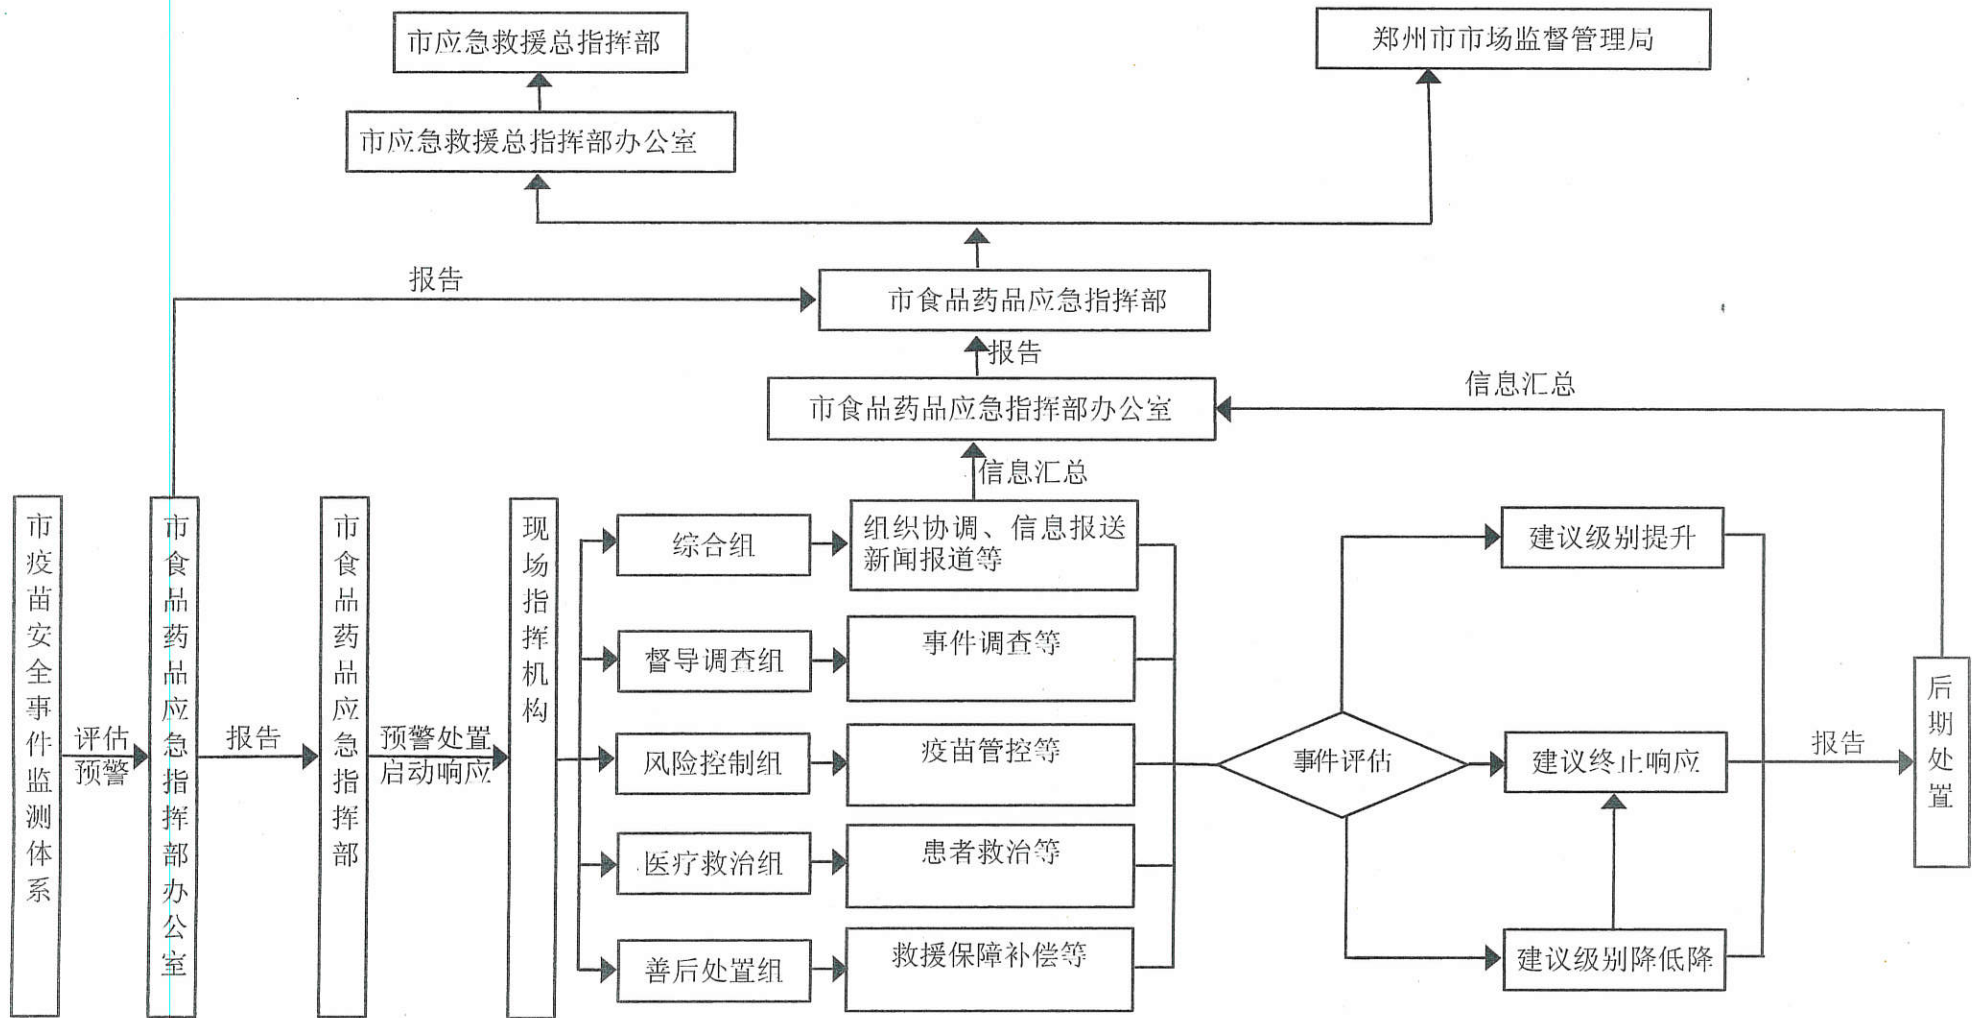 市应急救援总指挥部
郑州市市场监督管理局
市应急救援总指挥部办公室
报告
市食品药品应急指挥部
报告
信息汇总
市食品药品应急指挥部办公室
信息汇总
市疫苗安全事件监测体系
评估
预警
市食品药品应急指挥部办公室
报告
市食品药品应急指挥部
预警处置
启动响应
现场指挥机构
综合组
组织协调、信息报送
新闻报道等
督导调查组
事件调查等
风险控制组
疫苗管控等
医疗救治组
患者救治等
善后处置组
救援保障补偿等
事件评估
建议级别提升
建议终止响应
建议级别降低降
报告
后期处置